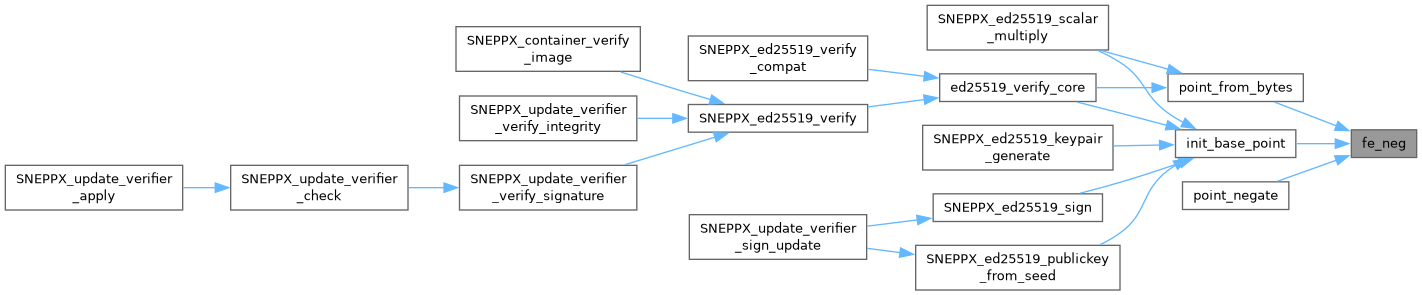 SNEPPX_ed25519_scalar
_multiply
SNEPPX_container_verify
_image
SNEPPX_ed25519_verify
_compat
point_from_bytes
ed25519_verify_core
SNEPPX_update_verifier
_verify_integrity
SNEPPX_ed25519_verify
SNEPPX_ed25519_keypair
_generate
init_base_point
fe_neg
SNEPPX_update_verifier
_apply
SNEPPX_update_verifier
_check
SNEPPX_update_verifier
_verify_signature
point_negate
SNEPPX_ed25519_sign
SNEPPX_update_verifier
_sign_update
SNEPPX_ed25519_publickey
_from_seed